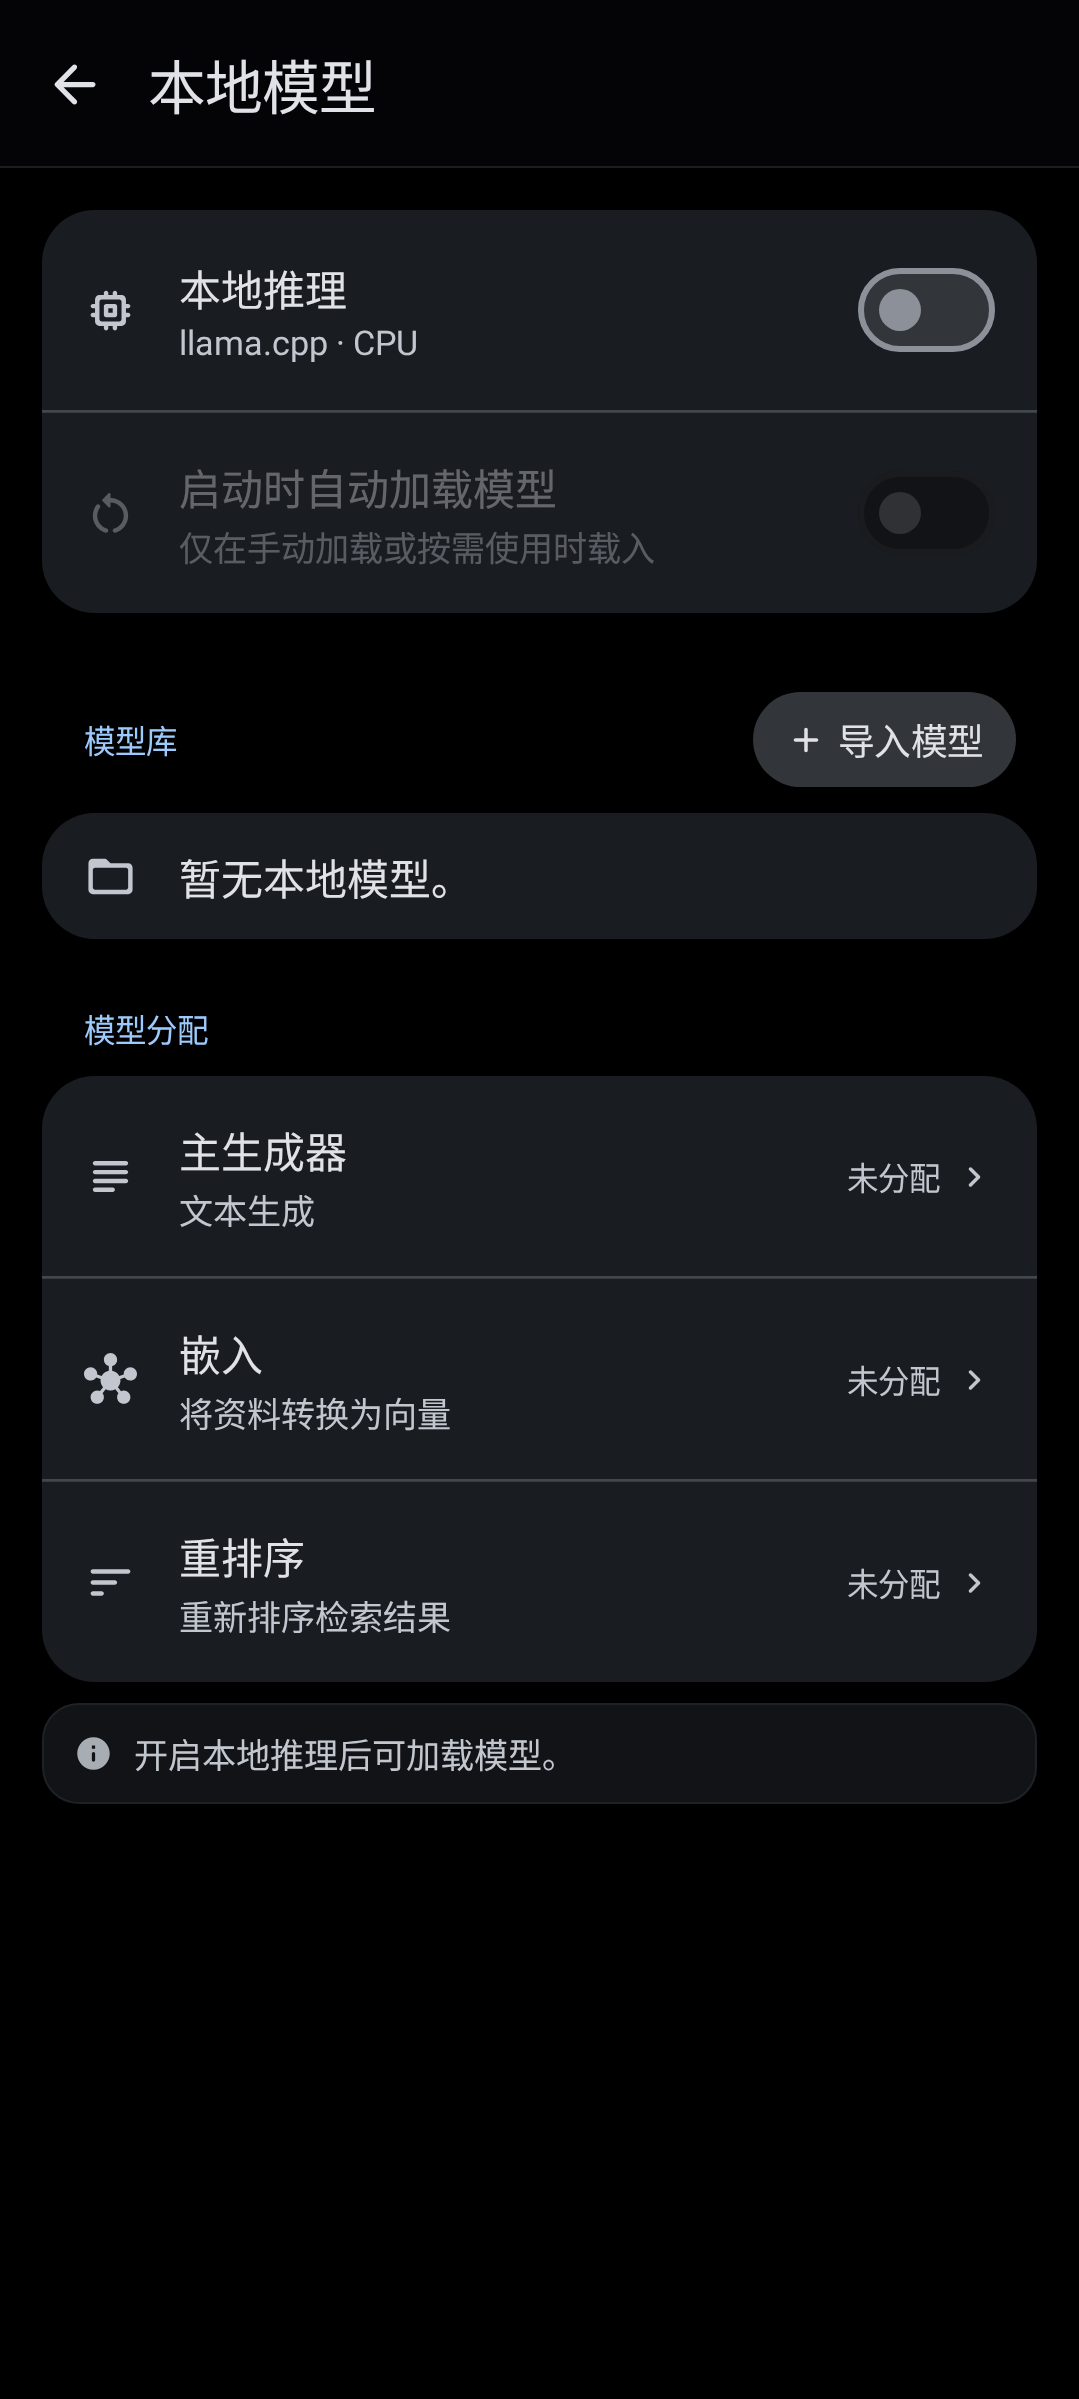 本地模型
本地推理
llama.cpp · CPU
启动时自动加载模型
仅在手动加载或按需使用时载入
模型库
导入模型
暂无本地模型。
模型分配
主生成器
文本生成
未分配
嵌入
将资料转换为向量
未分配
重排序
重新排序检索结果
未分配
开启本地推理后可加载模型。